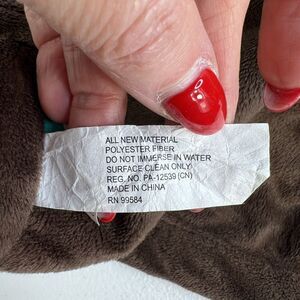 ALL NEW MATERIAL
POLYESTER FIBER
DO NOT IMMERSE IN WATER
SURFACE CLEAN ONLY
REG. NO. PA-12539 (CN)
MADE IN CHINA
RN 99584